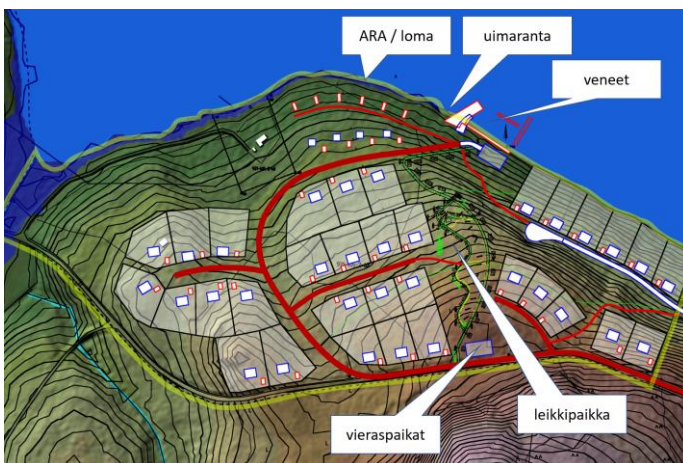 ARA / loma
uimaranta
veneet
leikkipaikka
vieraspaikat